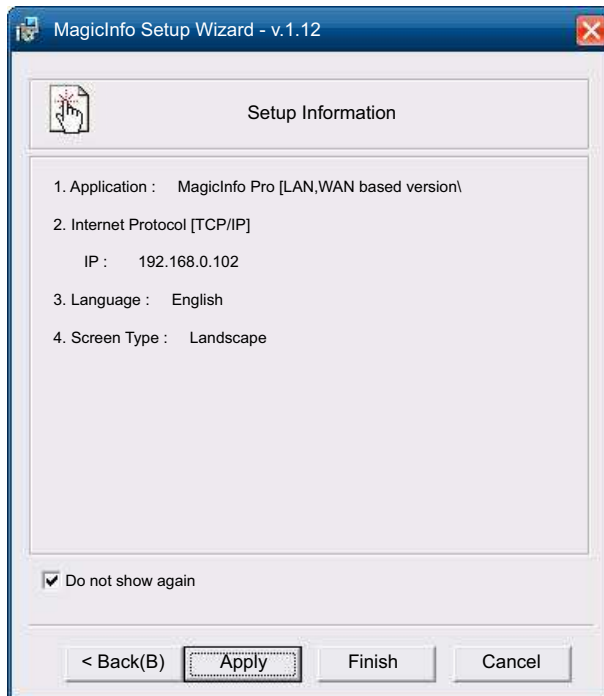 MagicInfo Setup Wizard - v.1.12
Setup Information
1. Application : MagicInfo Pro [LAN,WAN based version\
2. Internet Protocol [TCP/IP]
IP : 192.168.0.102
3. Language : English
4. Screen Type : Landscape
Do not show again
< Back(B) Apply Finish Cancel